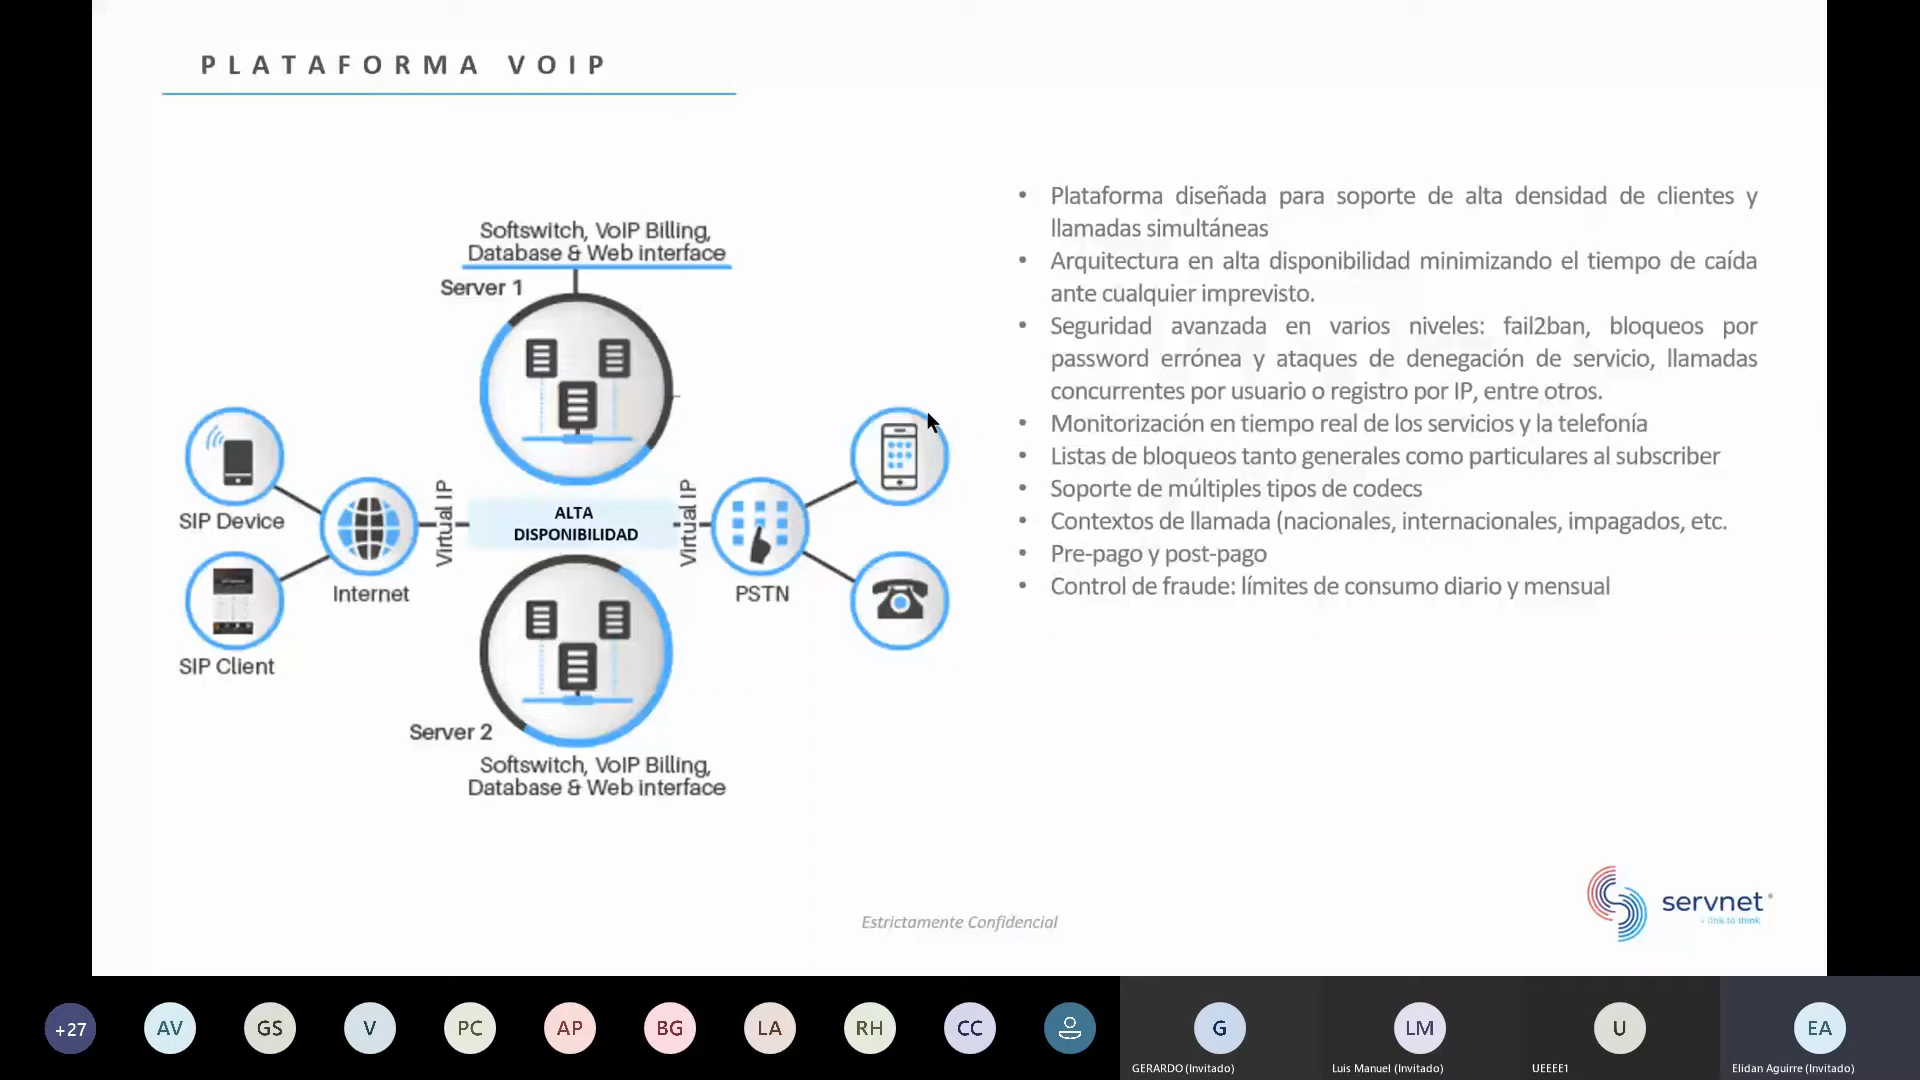 PLATAFORMA VOIP
Softswitch, VoIP Billing,
Database & Web interface
Server 1
SIP Device
SIP Client
Internet
Virtual IP
ALTA
DISPONIBILIDAD
Virtual IP
PSTN
Server 2
Softswitch, VoIP Billing,
Database & Web interface
• Plataforma diseñada para soporte de alta densidad de clientes y
llamadas simultáneas
• Arquitectura en alta disponibilidad minimizando el tiempo de caída
ante cualquier imprevisto.
• Seguridad avanzada en varios niveles: fail2ban, bloqueos por
password errónea y ataques de denegación de servicio, llamadas
concurrentes por usuario o registro por IP, entre otros.
• Monitorización en tiempo real de los servicios y la telefonía
• Listas de bloqueos tanto generales como particulares al subscriber
• Soporte de múltiples tipos de codecs
• Contextos de llamada (nacionales, internacionales, impagados, etc.
• Pre-pago y post-pago
• Control de fraude: límites de consumo diario y mensual
Estrictamente Confidencial
servnet
link to think
+27
AV
GS
V
PC
AP
BG
LA
RH
CC
G
GERARDO (Invitado)
LM
Luis Manuel (Invitado)
U
UEEEE1
EA
Elidan Aguirre (Invitado)